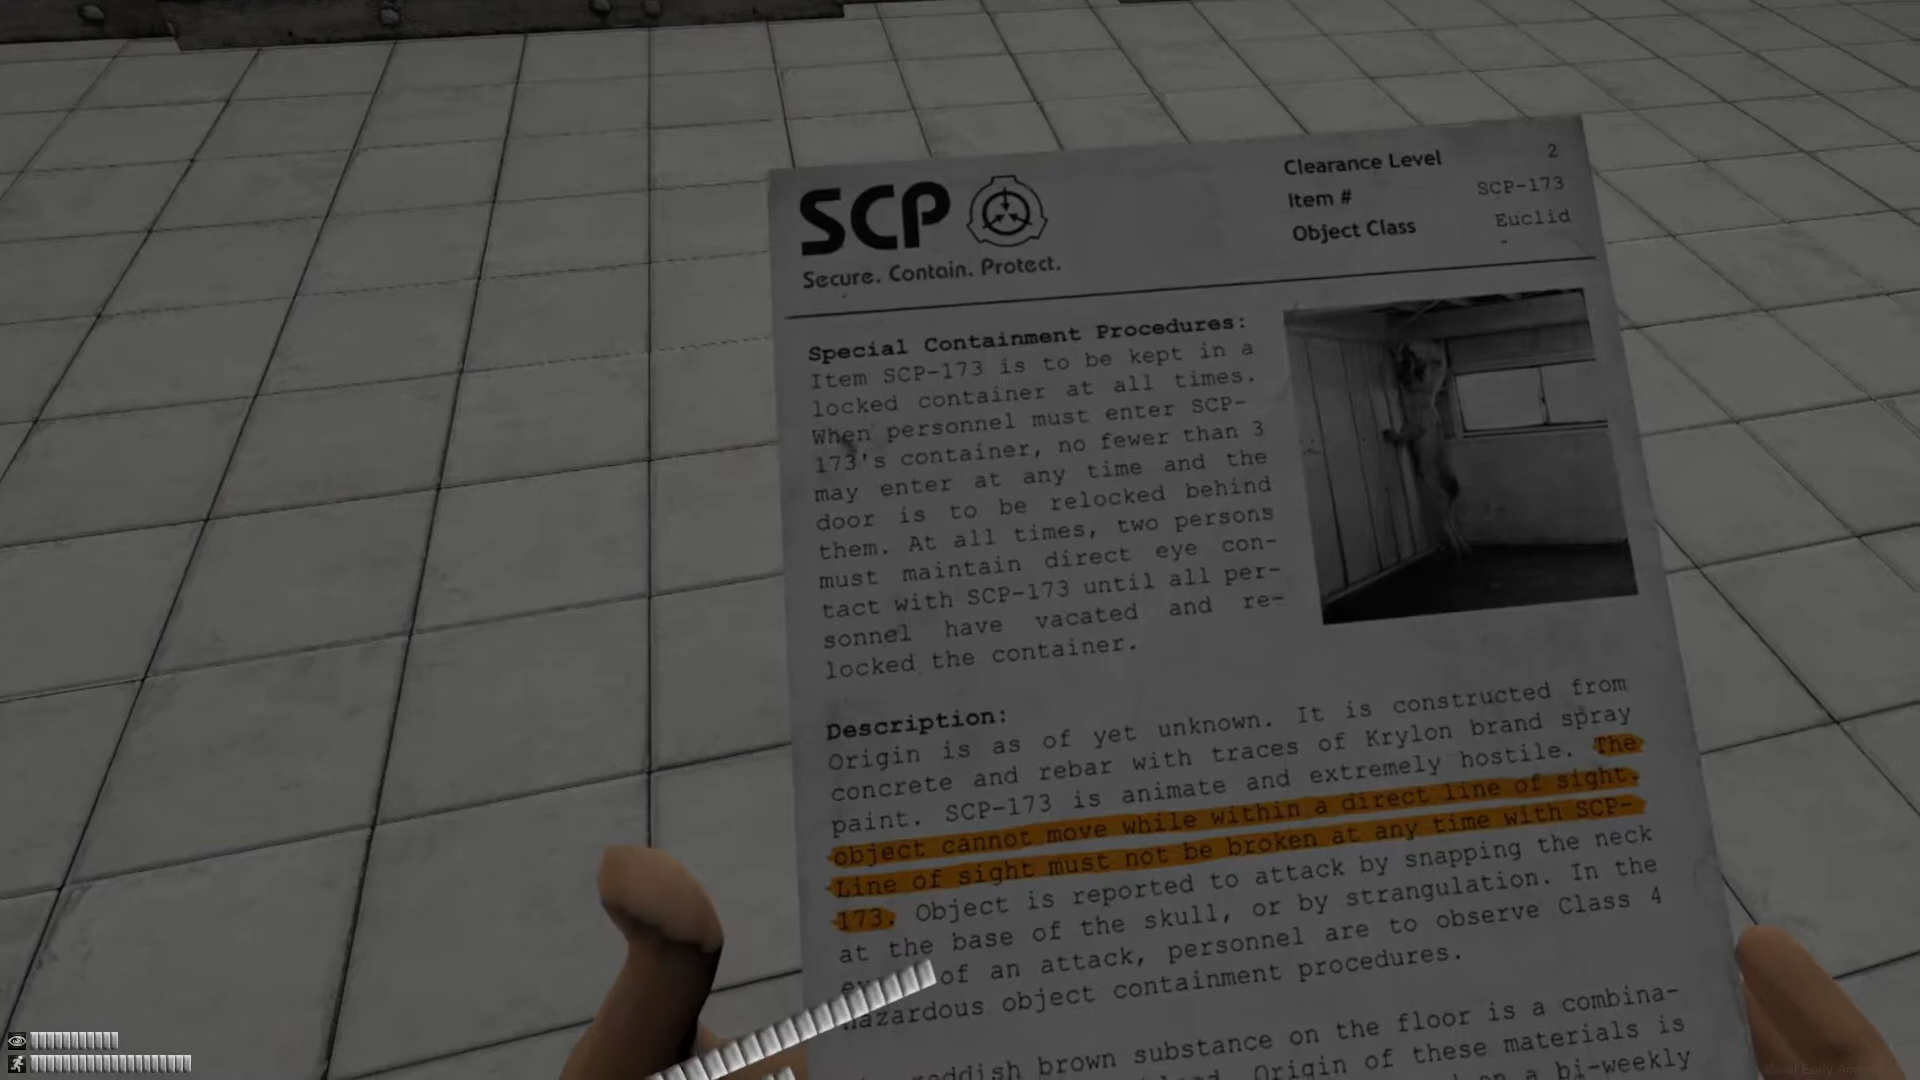 SCP
Secure. Contain. Protect.
Clearance Level 2
Item # SCP-173
Object Class Euclid
Special Containment Procedures:
Item SCP-173 is to be kept in a
locked container at all times.
When personnel must enter SCP-
173's container, no fewer than 3
may enter at any time and the
door is to be relocked behind
them. At all times, two persons
must maintain direct eye con-
tact with SCP-173 until all per-
sonnel have vacated and re-
locked the container.
Description:
Origin is as of yet unknown. It is constructed from
concrete and rebar with traces of Krylon brand spray
paint. SCP-173 is animate and extremely hostile. The
object cannot move while within a direct line of sight.
Line of sight must not be broken at any time with SCP-
173. Object is reported to attack by snapping the neck
at the base of the skull, or by strangulation. In the
of an attack, personnel are to observe Class 4
hazardous object containment procedures.
reddish brown substance on the floor is a combina-
Origin of these materials is
on a bi-weekly